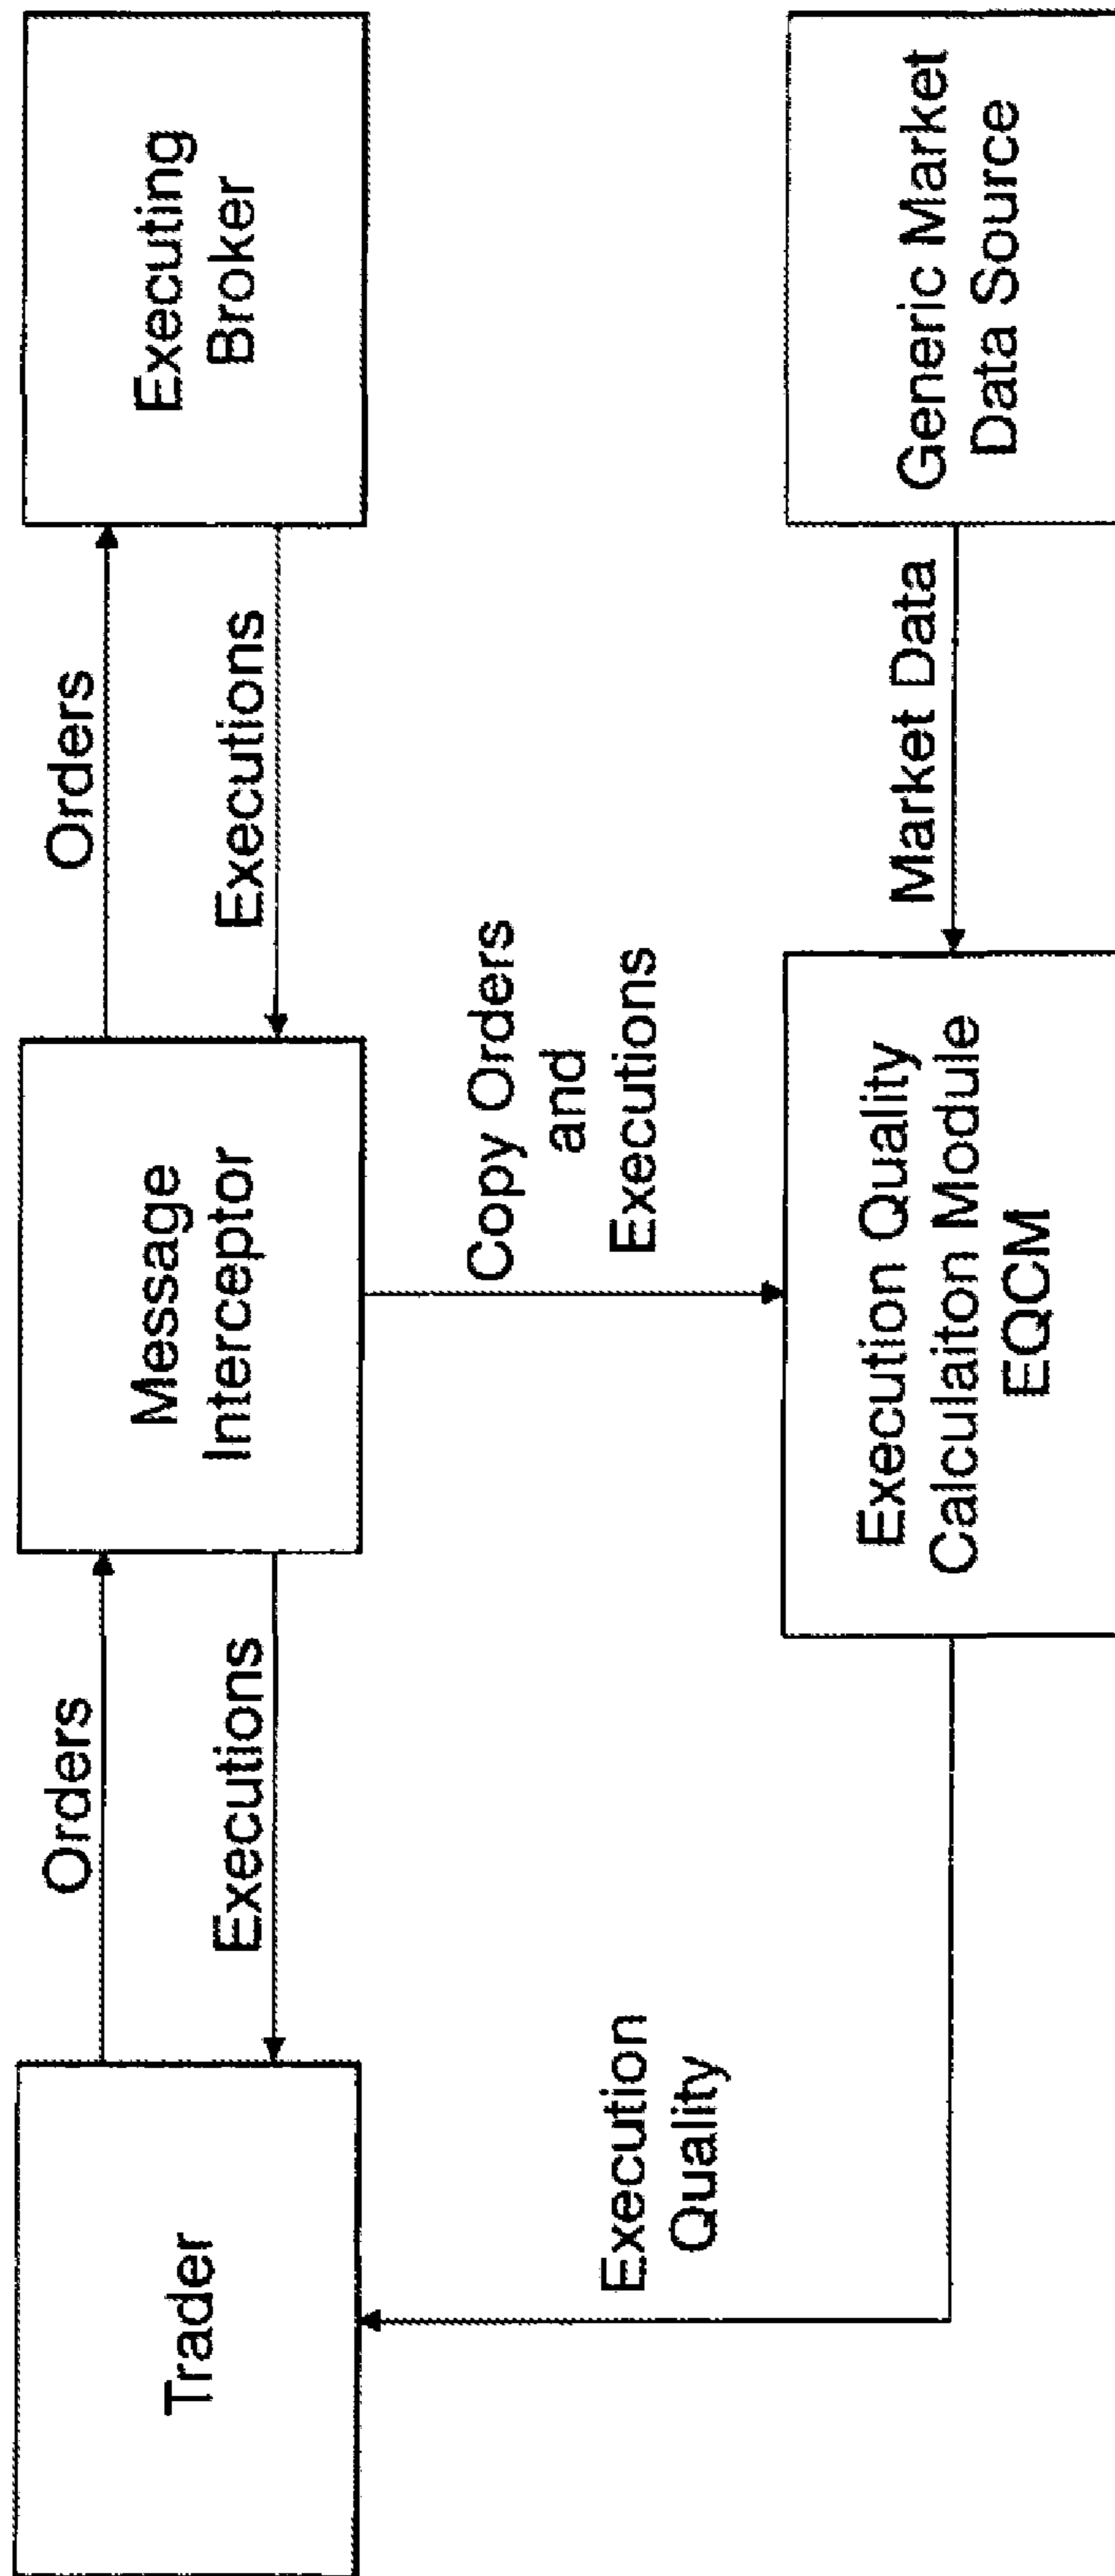 Trader
Orders
Executions
Message
Interceptor
Orders
Executions
Executing
Broker
Execution
Quality
Copy Orders
and
Executions
Execution Quality
Calculaiton Module
EQCM
Market Data
Generic Market
Data Source